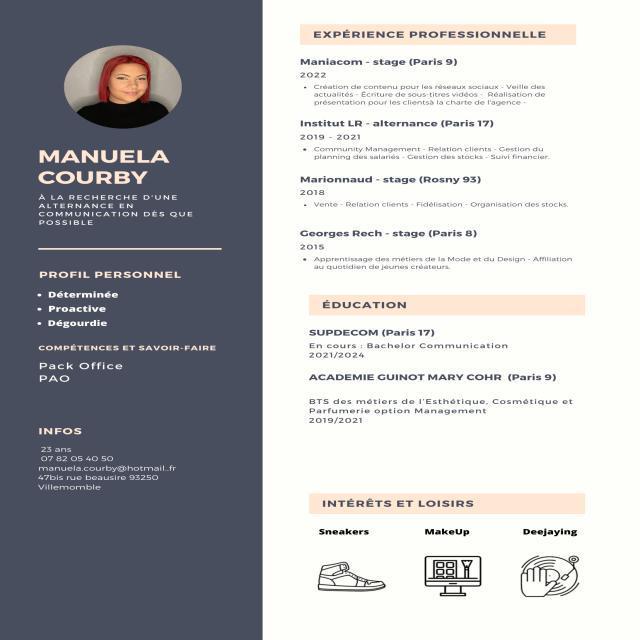 MANUELA
COURBY
À LA RECHERCHE D'UNE
ALTERNANCE EN
COMMUNICATION DÈS QUE
POSSIBLE
PROFIL PERSONNEL
• Déterminée
• Proactive
• Dégourdie
COMPÉTENCES ET SAVOIR-FAIRE
Pack Office
PAO
INFOS
23 ans
07 82 05 40 50
manuela.courby@hotmail.fr
47bis rue beausire 93250
Villemomble
EXPÉRIENCE PROFESSIONNELLE
Maniacom - stage (Paris 9)
2022
• Création de contenu pour les réseaux sociaux - Veille des
actualités - Écriture de sous-titres vidéos - Réalisation de
présentation pour les clientsà la charte de l'agence -
Institut LR - alternance (Paris 17)
2019 - 2021
• Community Management - Relation clients - Gestion du
planning des salariés - Gestion des stocks - Suivi financier.
Marionnaud - stage (Rosny 93)
2018
• Vente - Relation clients - Fidélisation - Organisation des stocks.
Georges Rech - stage (Paris 8)
2015
• Apprentissage des métiers de la Mode et du Design - Affiliation
au quotidien de jeunes créateurs.
ÉDUCATION
SUPDECOM (Paris 17)
En cours : Bachelor Communication
2021/2024
ACADEMIE GUINOT MARY COHR (Paris 9)
BTS des métiers de l'Esthétique, Cosmétique et
Parfumerie option Management
2019/2021
INTÉRÊTS ET LOISIRS
Sneakers MakeUp Deejaying